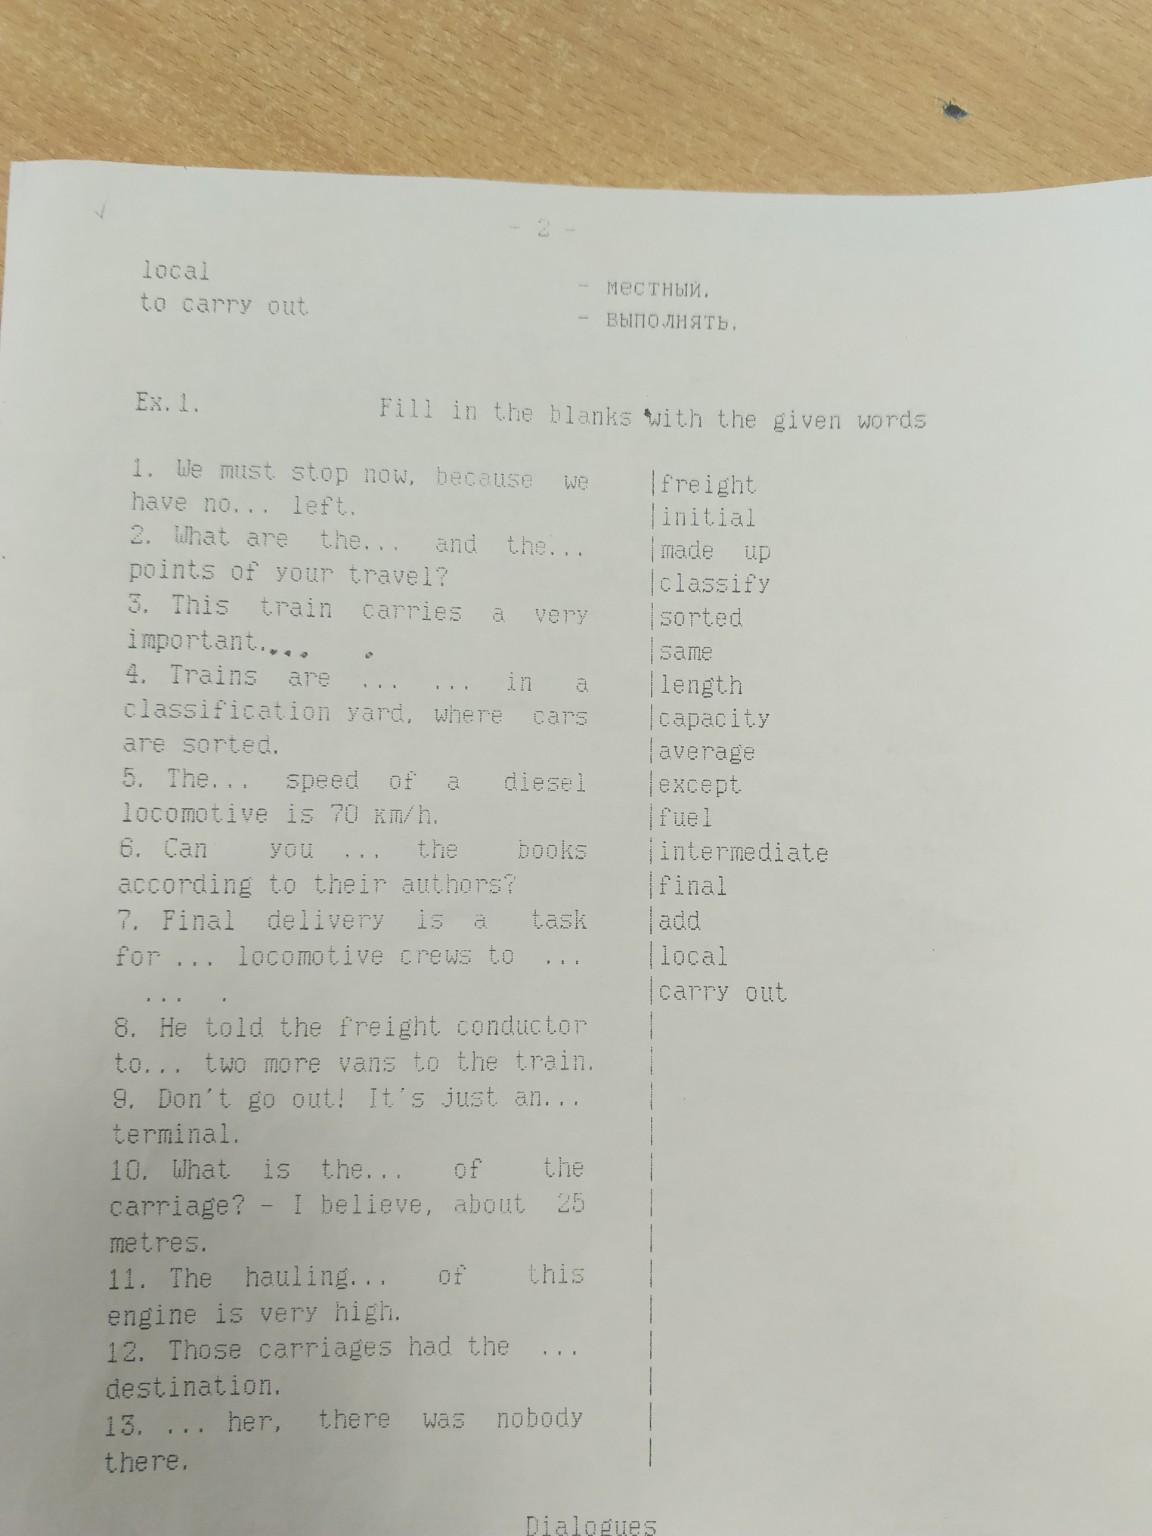 - 2 -
local - местный.
to carry out - выполнять.
Ex. 1. Fill in the blanks with the given words
1. We must stop now, because we
have no... left.
2. What are the... and the...
points of your travel?
3. This train carries a very
important.... .
4. Trains are ... ... in a
classification yard, where cars
are sorted.
5. The... speed of a diesel
locomotive is 70 km/h.
6. Can you ... the books
according to their authors?
7. Final delivery is a task
for ... locomotive crews to ...
... .
8. He told the freight conductor
to... two more vans to the train.
9. Don't go out! It's just an...
terminal.
10. What is the... of the
carriage? - I believe, about 25
metres.
11. The hauling... of this
engine is very high.
12. Those carriages had the ...
destination.
13. ... her, there was nobody
there.
|freight
|initial
|made up
|classify
|sorted
|same
|length
|capacity
|average
|except
|fuel
|intermediate
|final
|add
|local
|carry out
Dialogues